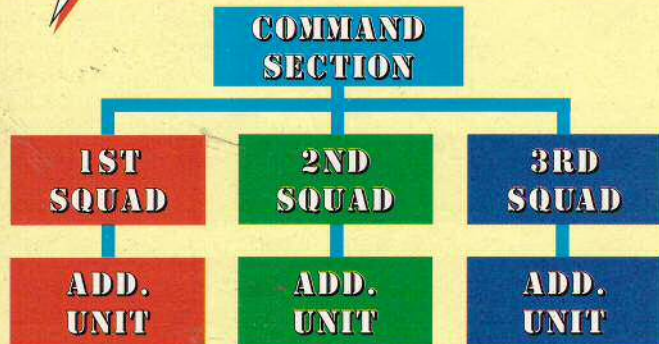 COMMAND
SECTION
1ST
SQUAD
2ND
SQUAD
3RD
SQUAD
ADD.
UNIT
ADD.
UNIT
ADD.
UNIT